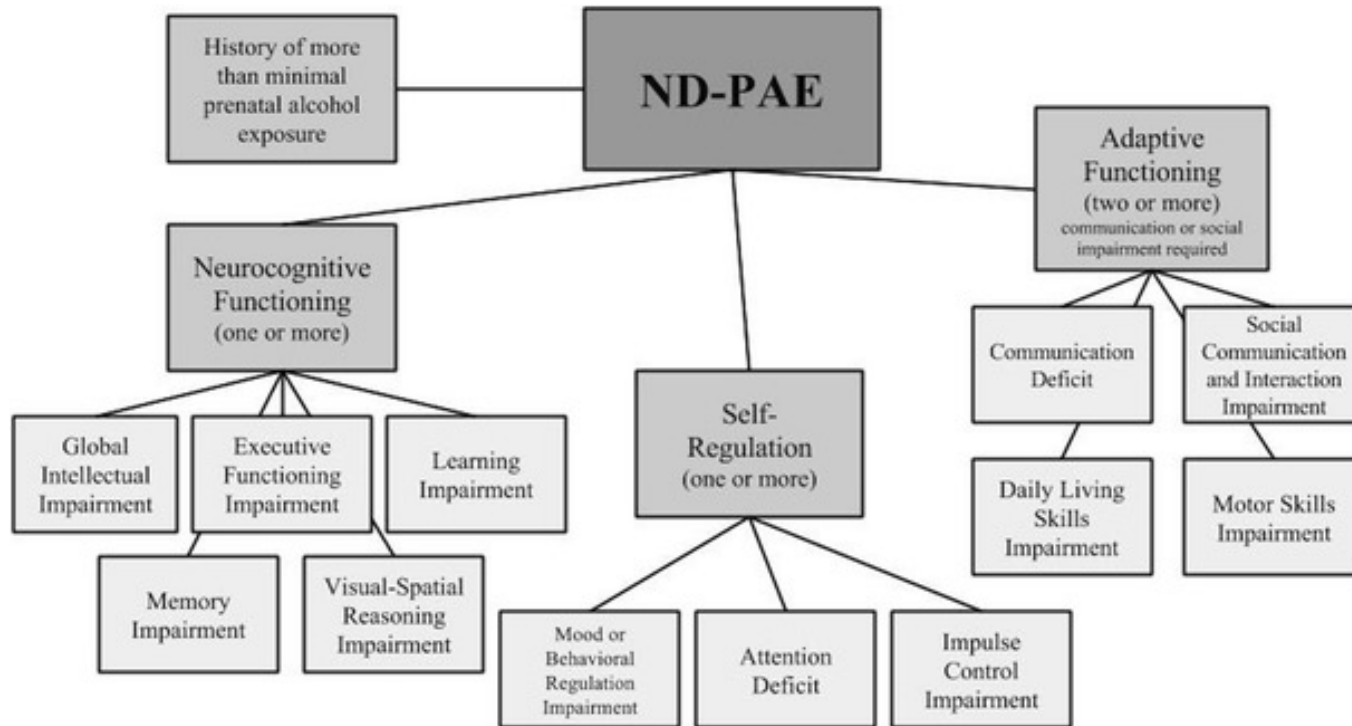 History of more
than minimal
prenatal alcohol
exposure
ND-PAE
Adaptive
Functioning
(two or more)
communication or social
impairment required
Neurocognitive
Functioning
(one or more)
Self-
Regulation
(one or more)
Communication
Deficit
Social
Communication
and Interaction
Impairment
Daily Living
Skills
Impairment
Motor Skills
Impairment
Global
Intellectual
Impairment
Executive
Functioning
Impairment
Learning
Impairment
Memory
Impairment
Visual-Spatial
Reasoning
Impairment
Mood or
Behavioral
Regulation
Impairment
Attention
Deficit
Impulse
Control
Impairment